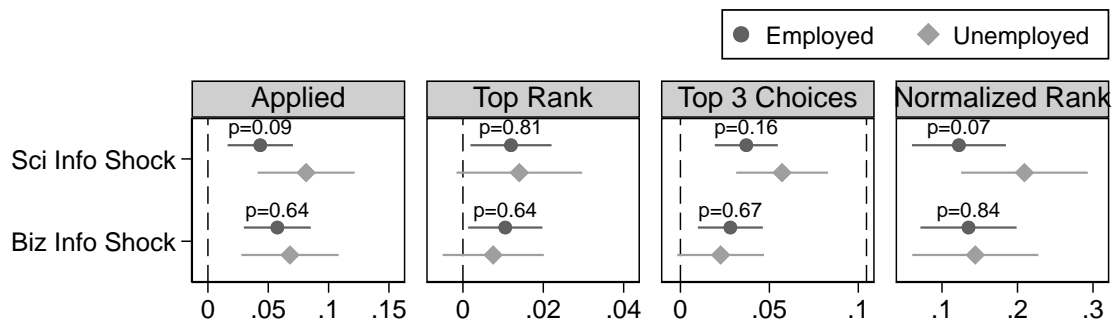 Employed Unemployed
Applied Top Rank Top 3 Choices Normalized Rank
p=0.09 p=0.81 p=0.16 p=0.07
Sci Info Shock
p=0.64 p=0.64 p=0.67 p=0.84
Biz Info Shock
0 .05 .1 .15 0 .02 .04 0 .05 .1 .1 .2 .3